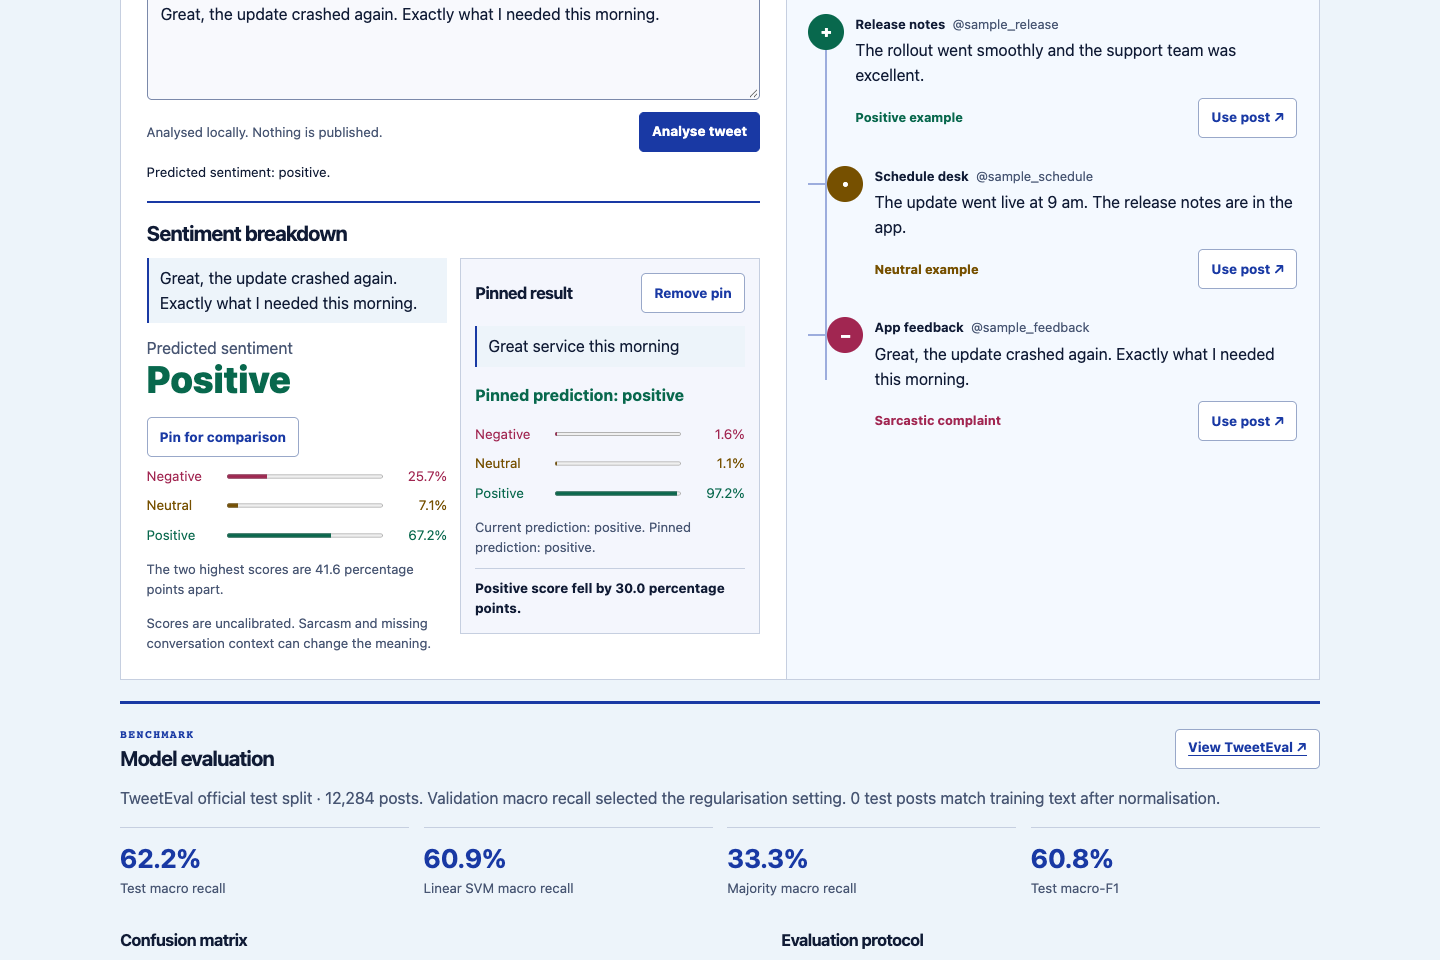 Great, the update crashed again. Exactly what I needed this morning.
Analysed locally. Nothing is published.
Analyse tweet
Predicted sentiment: positive.
Sentiment breakdown
Great, the update crashed again.
Exactly what I needed this morning.
Predicted sentiment
Positive
Pin for comparison
Negative 25.7%
Neutral 7.1%
Positive 67.2%
The two highest scores are 41.6 percentage
points apart.
Scores are uncalibrated. Sarcasm and missing
conversation context can change the meaning.
Pinned result
Remove pin
Great service this morning
Pinned prediction: positive
Negative 1.6%
Neutral 1.1%
Positive 97.2%
Current prediction: positive. Pinned
prediction: positive.
Positive score fell by 30.0 percentage
points.
Release notes @sample_release
The rollout went smoothly and the support team was
excellent.
Positive example
Use post ↗
Schedule desk @sample_schedule
The update went live at 9 am. The release notes are in the
app.
Neutral example
Use post ↗
App feedback @sample_feedback
Great, the update crashed again. Exactly what I needed
this morning.
Sarcastic complaint
Use post ↗
BENCHMARK
Model evaluation
View TweetEval ↗
TweetEval official test split · 12,284 posts. Validation macro recall selected the regularisation setting. 0 test posts match training text after normalisation.
62.2%
Test macro recall
60.9%
Linear SVM macro recall
33.3%
Majority macro recall
60.8%
Test macro-F1
Confusion matrix
Evaluation protocol